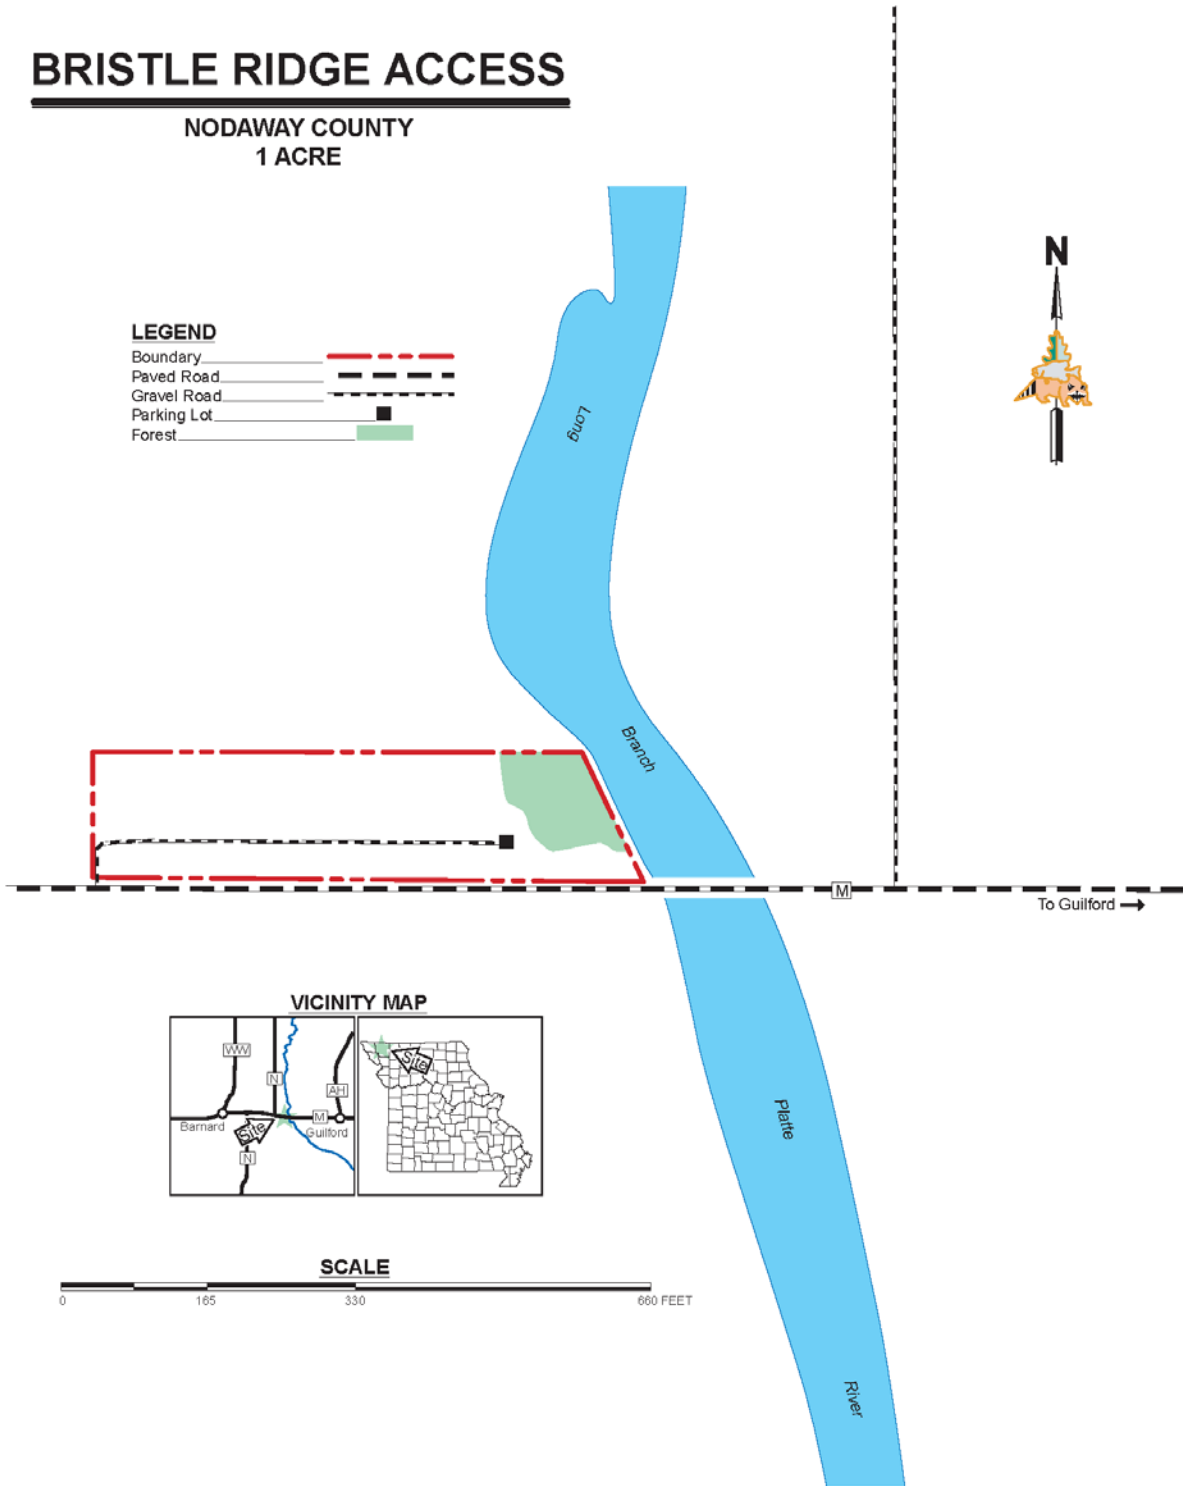 BRISTLE RIDGE ACCESS
NODAWAY COUNTY
1 ACRE
N
LEGEND
Boundary
Paved Road
Gravel Road
Parking Lot
Forest
Long
Branch
M
To Guilford
VICINITY MAP
WW
N
AH
M
Barnard
Site
Guilford
N
Site
Platte
SCALE
0 165 330 660 FEET
River